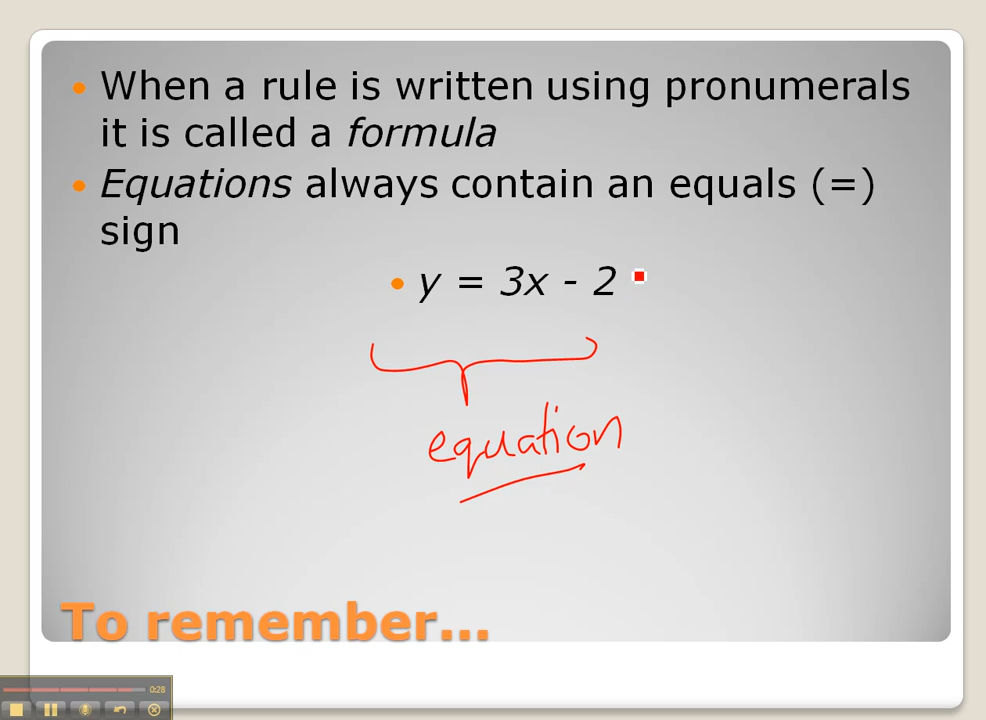 • When a rule is written using pronumerals
it is called a formula
• Equations always contain an equals (=)
sign
• y = 3x - 2
equation
To remember...
0:28